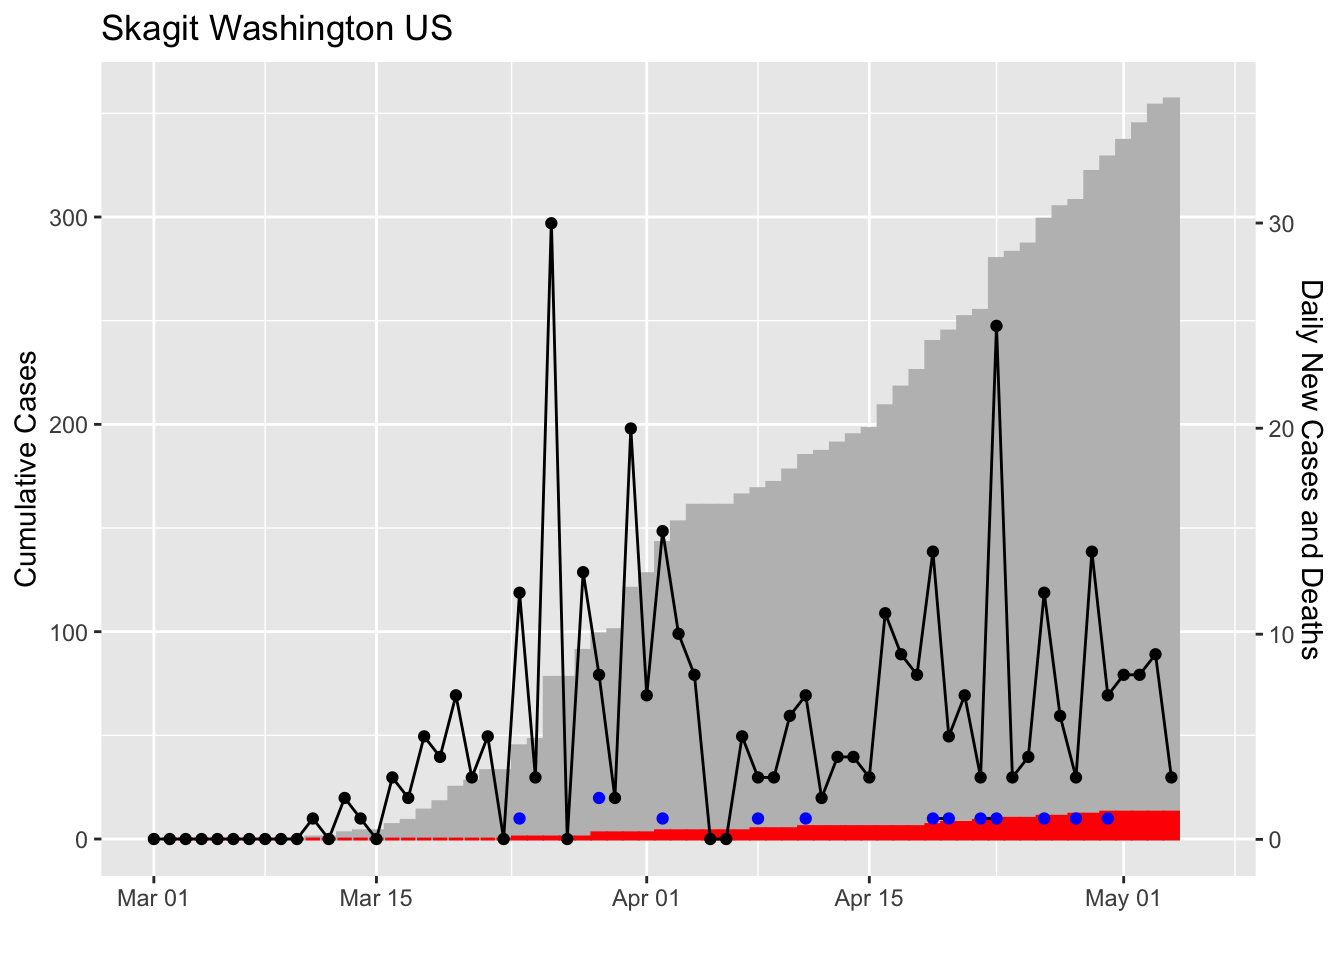 Skagit Washington US
Cumulative Cases
300
200
100
0
30
20
10
0
Daily New Cases and Deaths
Mar 01
Mar 15
Apr 01
Apr 15
May 01